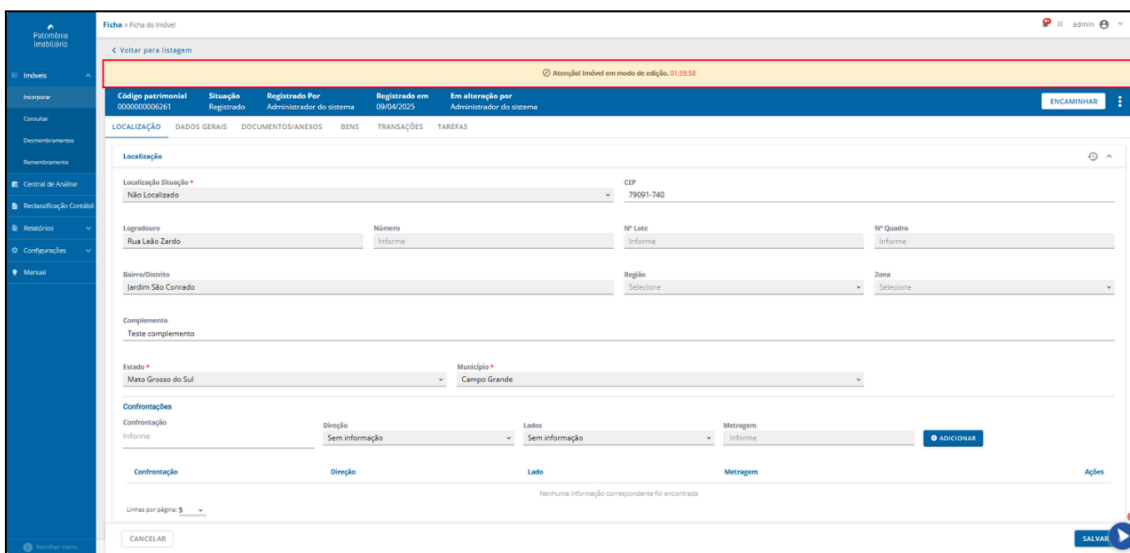 Patrimônio
Imobiliário
Ficha » Ficha do Imóvel
admin
Voltar para listagem
Atenção! Imóvel em modo de edição. 01:59:58
Imóveis
Incorporar
Consultar
Desmembramentos
Remembramento
Central de Análise
Reclassificação Contábil
Relatórios
Configurações
Manual
Recolher menu
Código patrimonial Situação Registrado Por Registrado em Em alteração por
0000000006261 Registrado Administrador do sistema 09/04/2025 Administrador do sistema
ENCAMINHAR
LOCALIZAÇÃO DADOS GERAIS DOCUMENTOS/ANEXOS BENS TRANSAÇÕES TAREFAS
Localização
Localização Situação * CEP
Não Localizado 79091-740
Logradouro Número Nº Lote Nº Quadra
Rua Leão Zardo Informe Informe Informe
Bairro/Distrito Região Zona
Jardim São Conrado Selecione Selecione
Complemento
Teste complemento
Estado * Município *
Mato Grosso do Sul Campo Grande
Confrontações
Confrontação Direção Lados Metragem
Informe Sem informação Sem informação Informe ADICIONAR
Confrontação Direção Lado Metragem Ações
Nenhuma informação correspondente foi encontrada
Linhas por página: 5
CANCELAR SALVAR